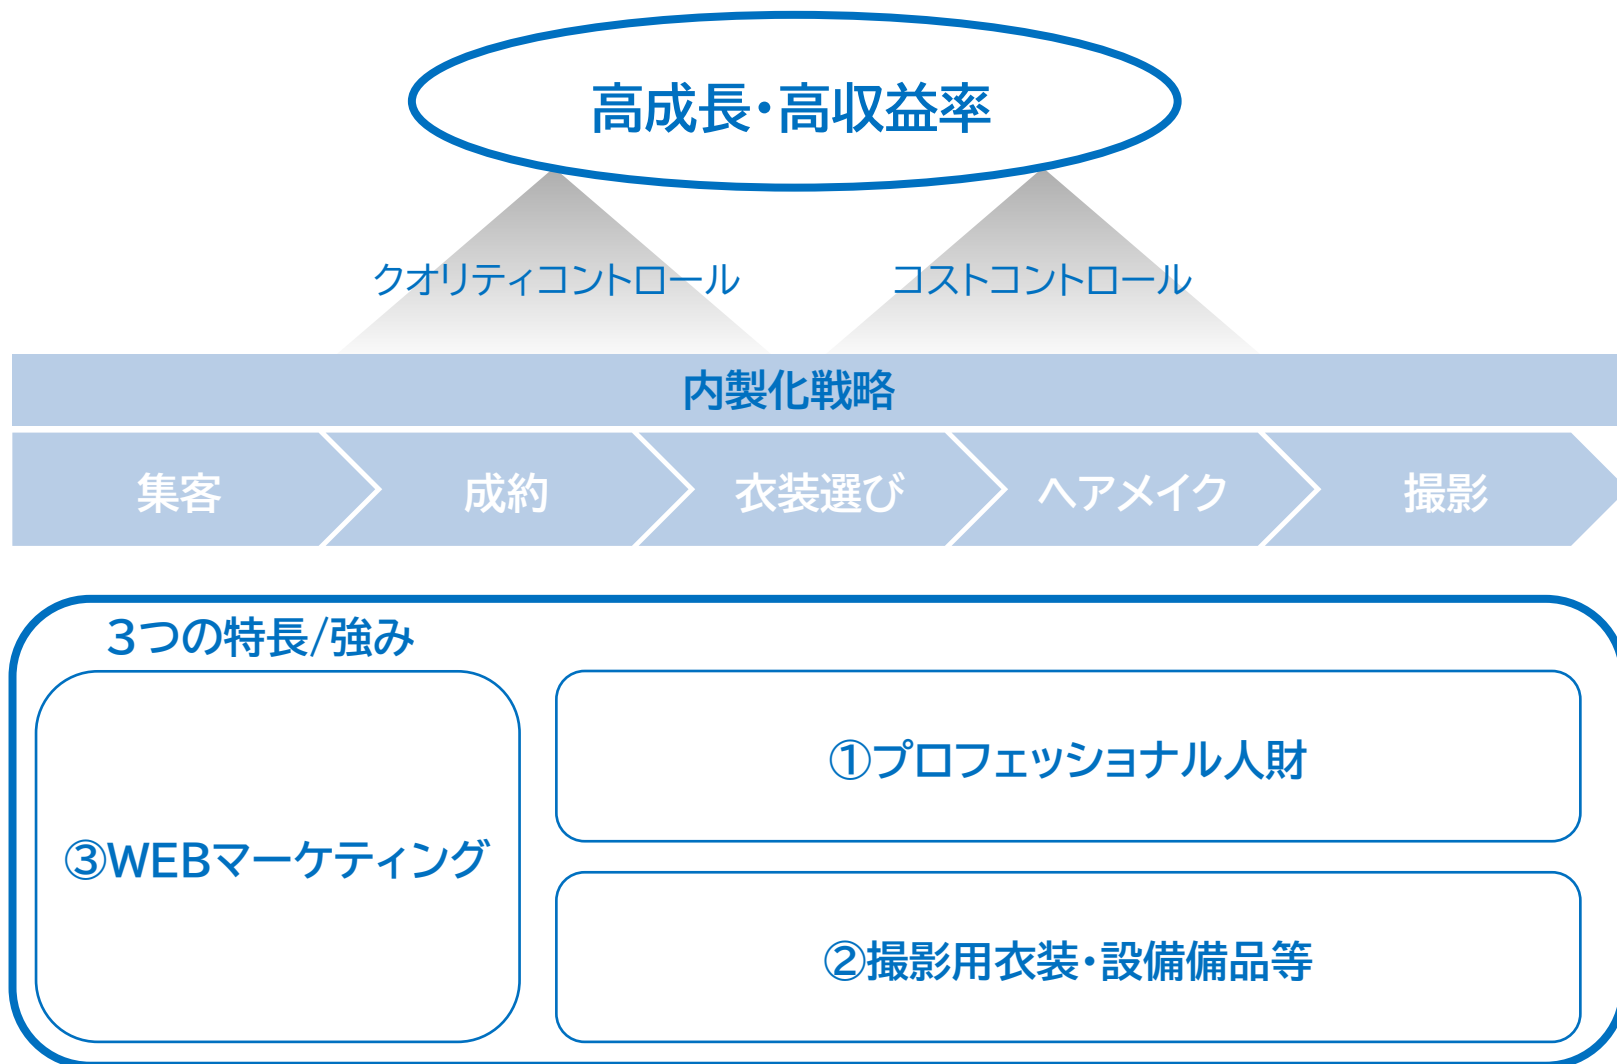 高成長・高収益率
クオリティコントロール
コストコントロール
内製化戦略
集客
成約
衣装選び
ヘアメイク
撮影
3つの特長/強み
③WEBマーケティング
①プロフェッショナル人財
②撮影用衣装・設備備品等